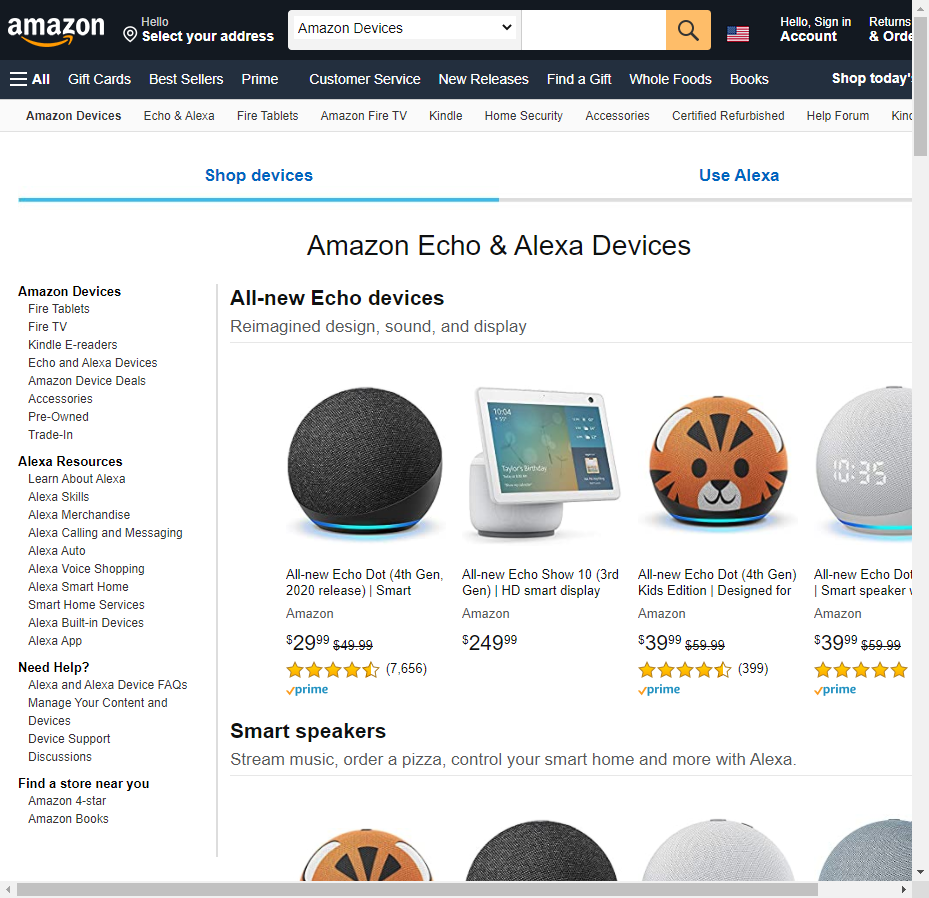 amazon
Hello
Select your address
Amazon Devices
Hello, Sign in
Account
Returns
& Orde
All
Gift Cards
Best Sellers
Prime
Customer Service
New Releases
Find a Gift
Whole Foods
Books
Shop today's
Amazon Devices
Echo & Alexa
Fire Tablets
Amazon Fire TV
Kindle
Home Security
Accessories
Certified Refurbished
Help Forum
Kind
Shop devices
Use Alexa
Amazon Echo & Alexa Devices
Amazon Devices
Fire Tablets
Fire TV
Kindle E-readers
Echo and Alexa Devices
Amazon Device Deals
Accessories
Pre-Owned
Trade-In
Alexa Resources
Learn About Alexa
Alexa Skills
Alexa Merchandise
Alexa Calling and Messaging
Alexa Auto
Alexa Voice Shopping
Alexa Smart Home
Smart Home Services
Alexa Built-in Devices
Alexa App
Need Help?
Alexa and Alexa Device FAQs
Manage Your Content and
Devices
Device Support
Discussions
Find a store near you
Amazon 4-star
Amazon Books
All-new Echo devices
Reimagined design, sound, and display
10:04
Taylor's Birthday
10:35
All-new Echo Dot (4th Gen,
2020 release) | Smart
Amazon
$29.99 $49.99
(7,656)
prime
All-new Echo Show 10 (3rd
Gen) | HD smart display
Amazon
$249.99
All-new Echo Dot (4th Gen)
Kids Edition | Designed for
Amazon
$39.99 $59.99
(399)
prime
All-new Echo Dot
| Smart speaker w
Amazon
$39.99 $59.99
prime
Smart speakers
Stream music, order a pizza, control your smart home and more with Alexa.